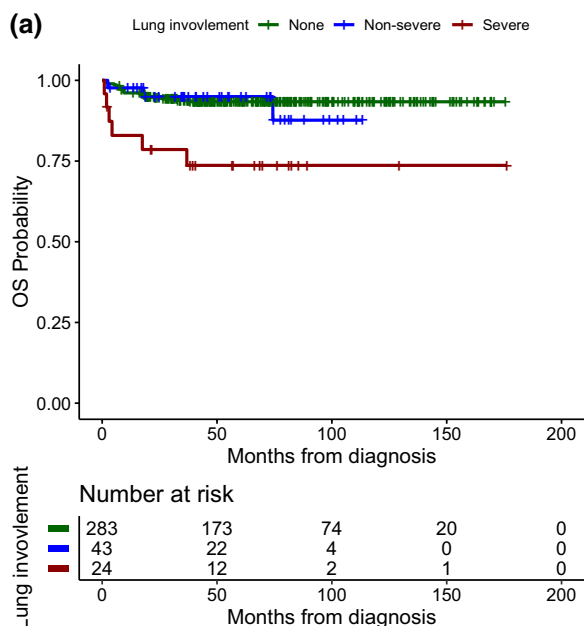 (a)
Lung invovlement None Non-severe Severe
1.00
0.75
0.50
0.25
0.00
OS Probability
0 50 100 150 200
Months from diagnosis
Number at risk
Lung invovlement
283 173 74 20 0
43 22 4 0 0
24 12 2 1 0
0 50 100 150 200
Months from diagnosis